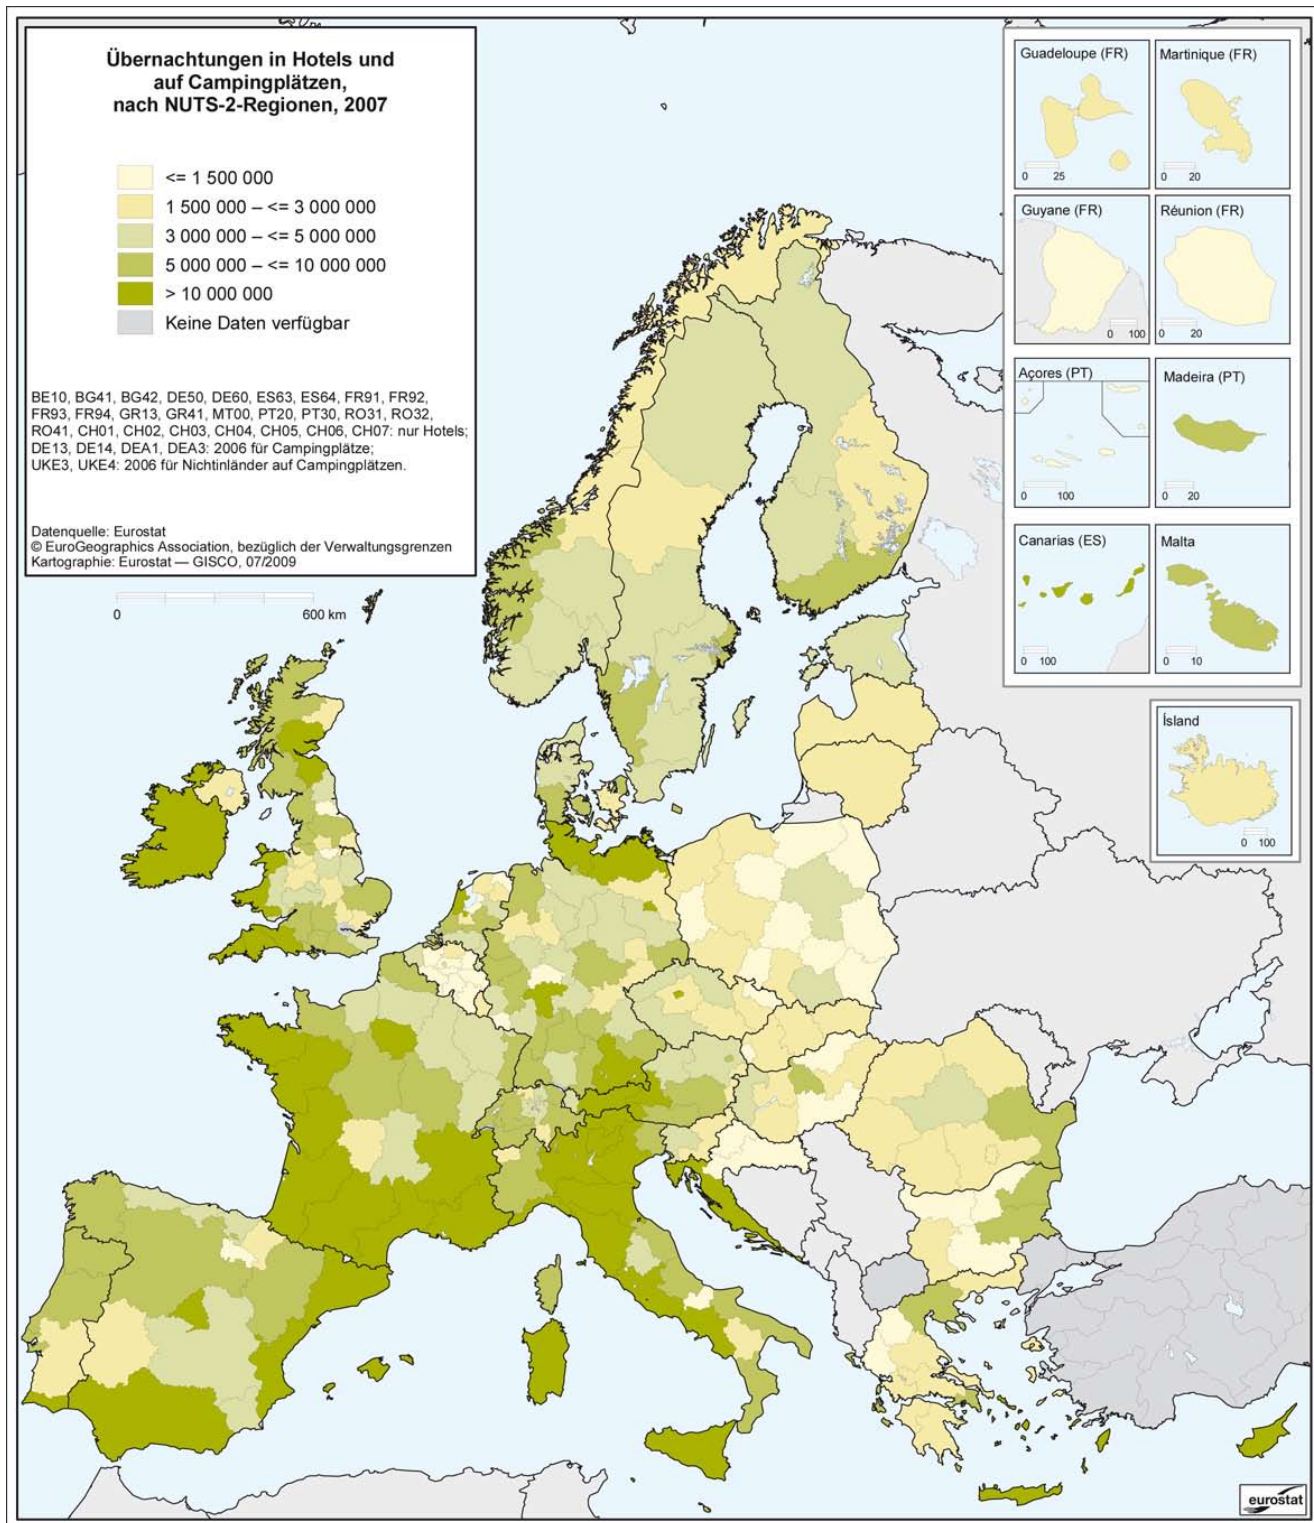 Übernachtungen in Hotels und
auf Campingplätzen,
nach NUTS-2-Regionen, 2007
<= 1 500 000
1 500 000 – <= 3 000 000
3 000 000 – <= 5 000 000
5 000 000 – <= 10 000 000
> 10 000 000
Keine Daten verfügbar
BE10, BG41, BG42, DE50, DE60, ES63, ES64, FR91, FR92,
FR93, FR94, GR13, GR41, MT00, PT20, PT30, RO31, RO32,
RO41, CH01, CH02, CH03, CH04, CH05, CH06, CH07: nur Hotels;
DE13, DE14, DEA1, DEA3: 2006 für Campingplätze;
UKE3, UKE4: 2006 für Nichtinländer auf Campingplätzen.
Datenquelle: Eurostat
© EuroGeographics Association, bezüglich der Verwaltungsgrenzen
Kartographie: Eurostat — GISCO, 07/2009
0 600 km
Guadeloupe (FR)
0 25
Martinique (FR)
0 20
Guyane (FR)
0 100
Réunion (FR)
0 20
Açores (PT)
0 100
Madeira (PT)
0 20
Canarias (ES)
0 100
Malta
0 10
Ísland
0 100
eurostat